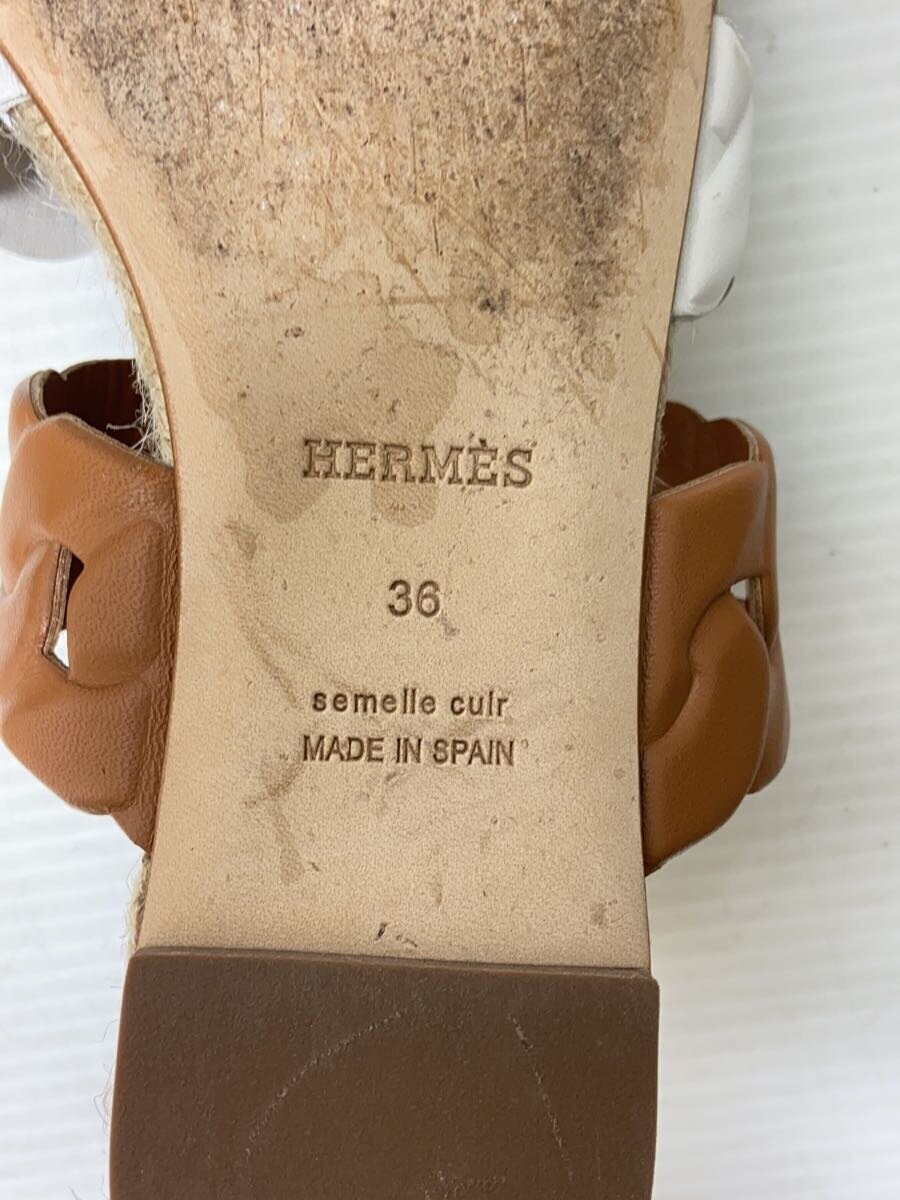 HERMÈS
36
semelle cuir
MADE IN SPAIN